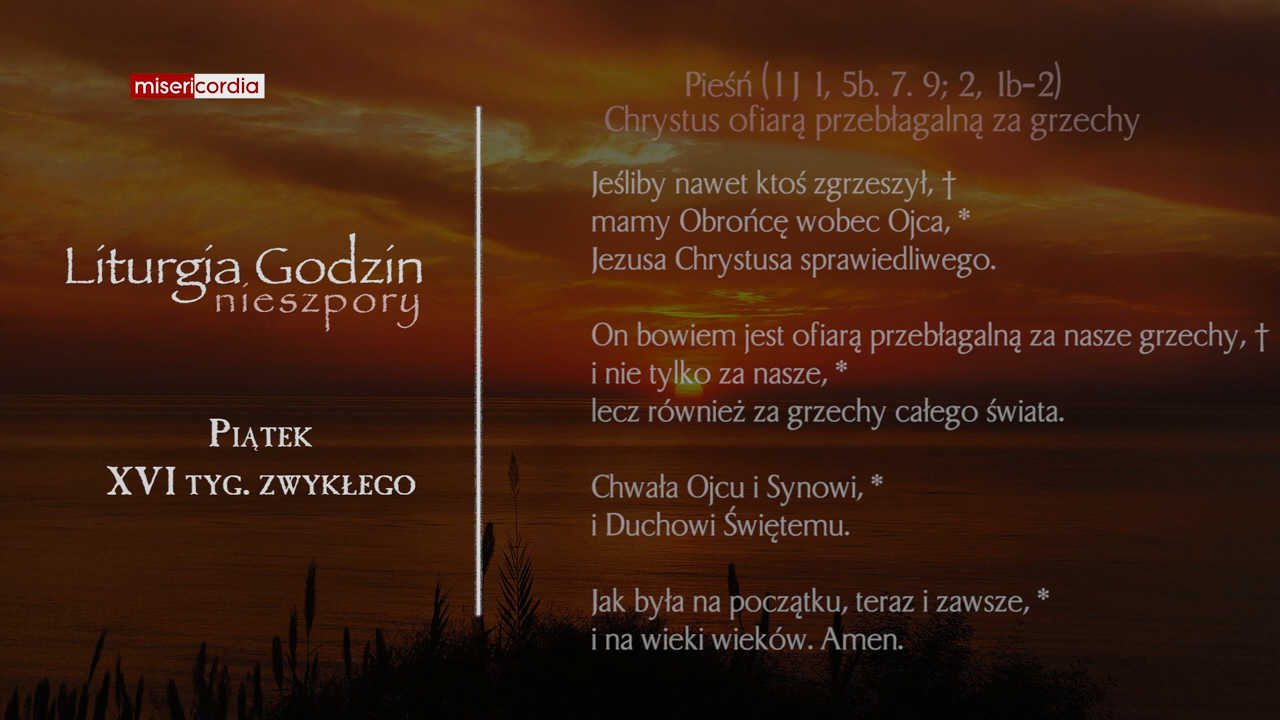 misericordia
Liturgia Godzin
nieszpory
Piątek
XVI tyg. zwykłego
Pieśń (1 J 1, 5b. 7. 9; 2, 1b-2)
Chrystus ofiarą przebłagalną za grzechy
Jeśliby nawet ktoś zgrzeszył, †
mamy Obrońcę wobec Ojca, *
Jezusa Chrystusa sprawiedliwego.
On bowiem jest ofiarą przebłagalną za nasze grzechy, †
i nie tylko za nasze, *
lecz również za grzechy całego świata.
Chwała Ojcu i Synowi, *
i Duchowi Świętemu.
Jak była na początku, teraz i zawsze, *
i na wieki wieków. Amen.